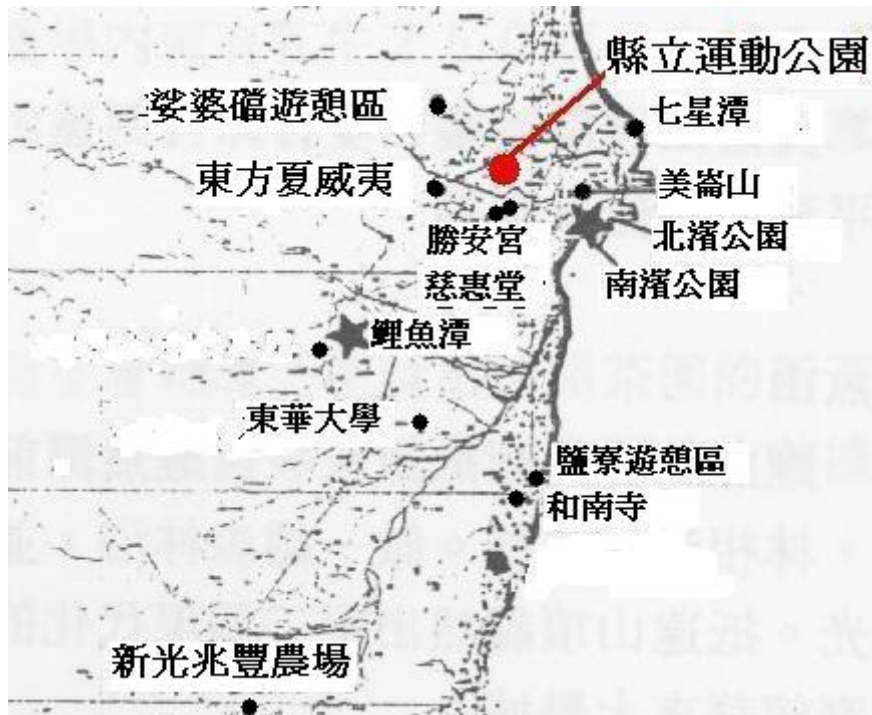 縣立運動公園
娑婆礑遊憩區
七星潭
東方夏威夷
美崙山
勝安宮
北濱公園
慈惠堂
南濱公園
鯉魚潭
東華大學
鹽寮遊憩區
和南寺
新光兆豐農場